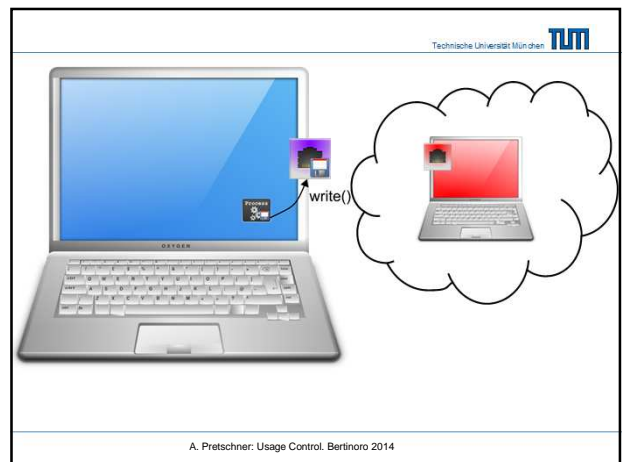 Technische Universität München TUM
Process
write()
OXYGEN
A. Pretschner: Usage Control. Bertinoro 2014